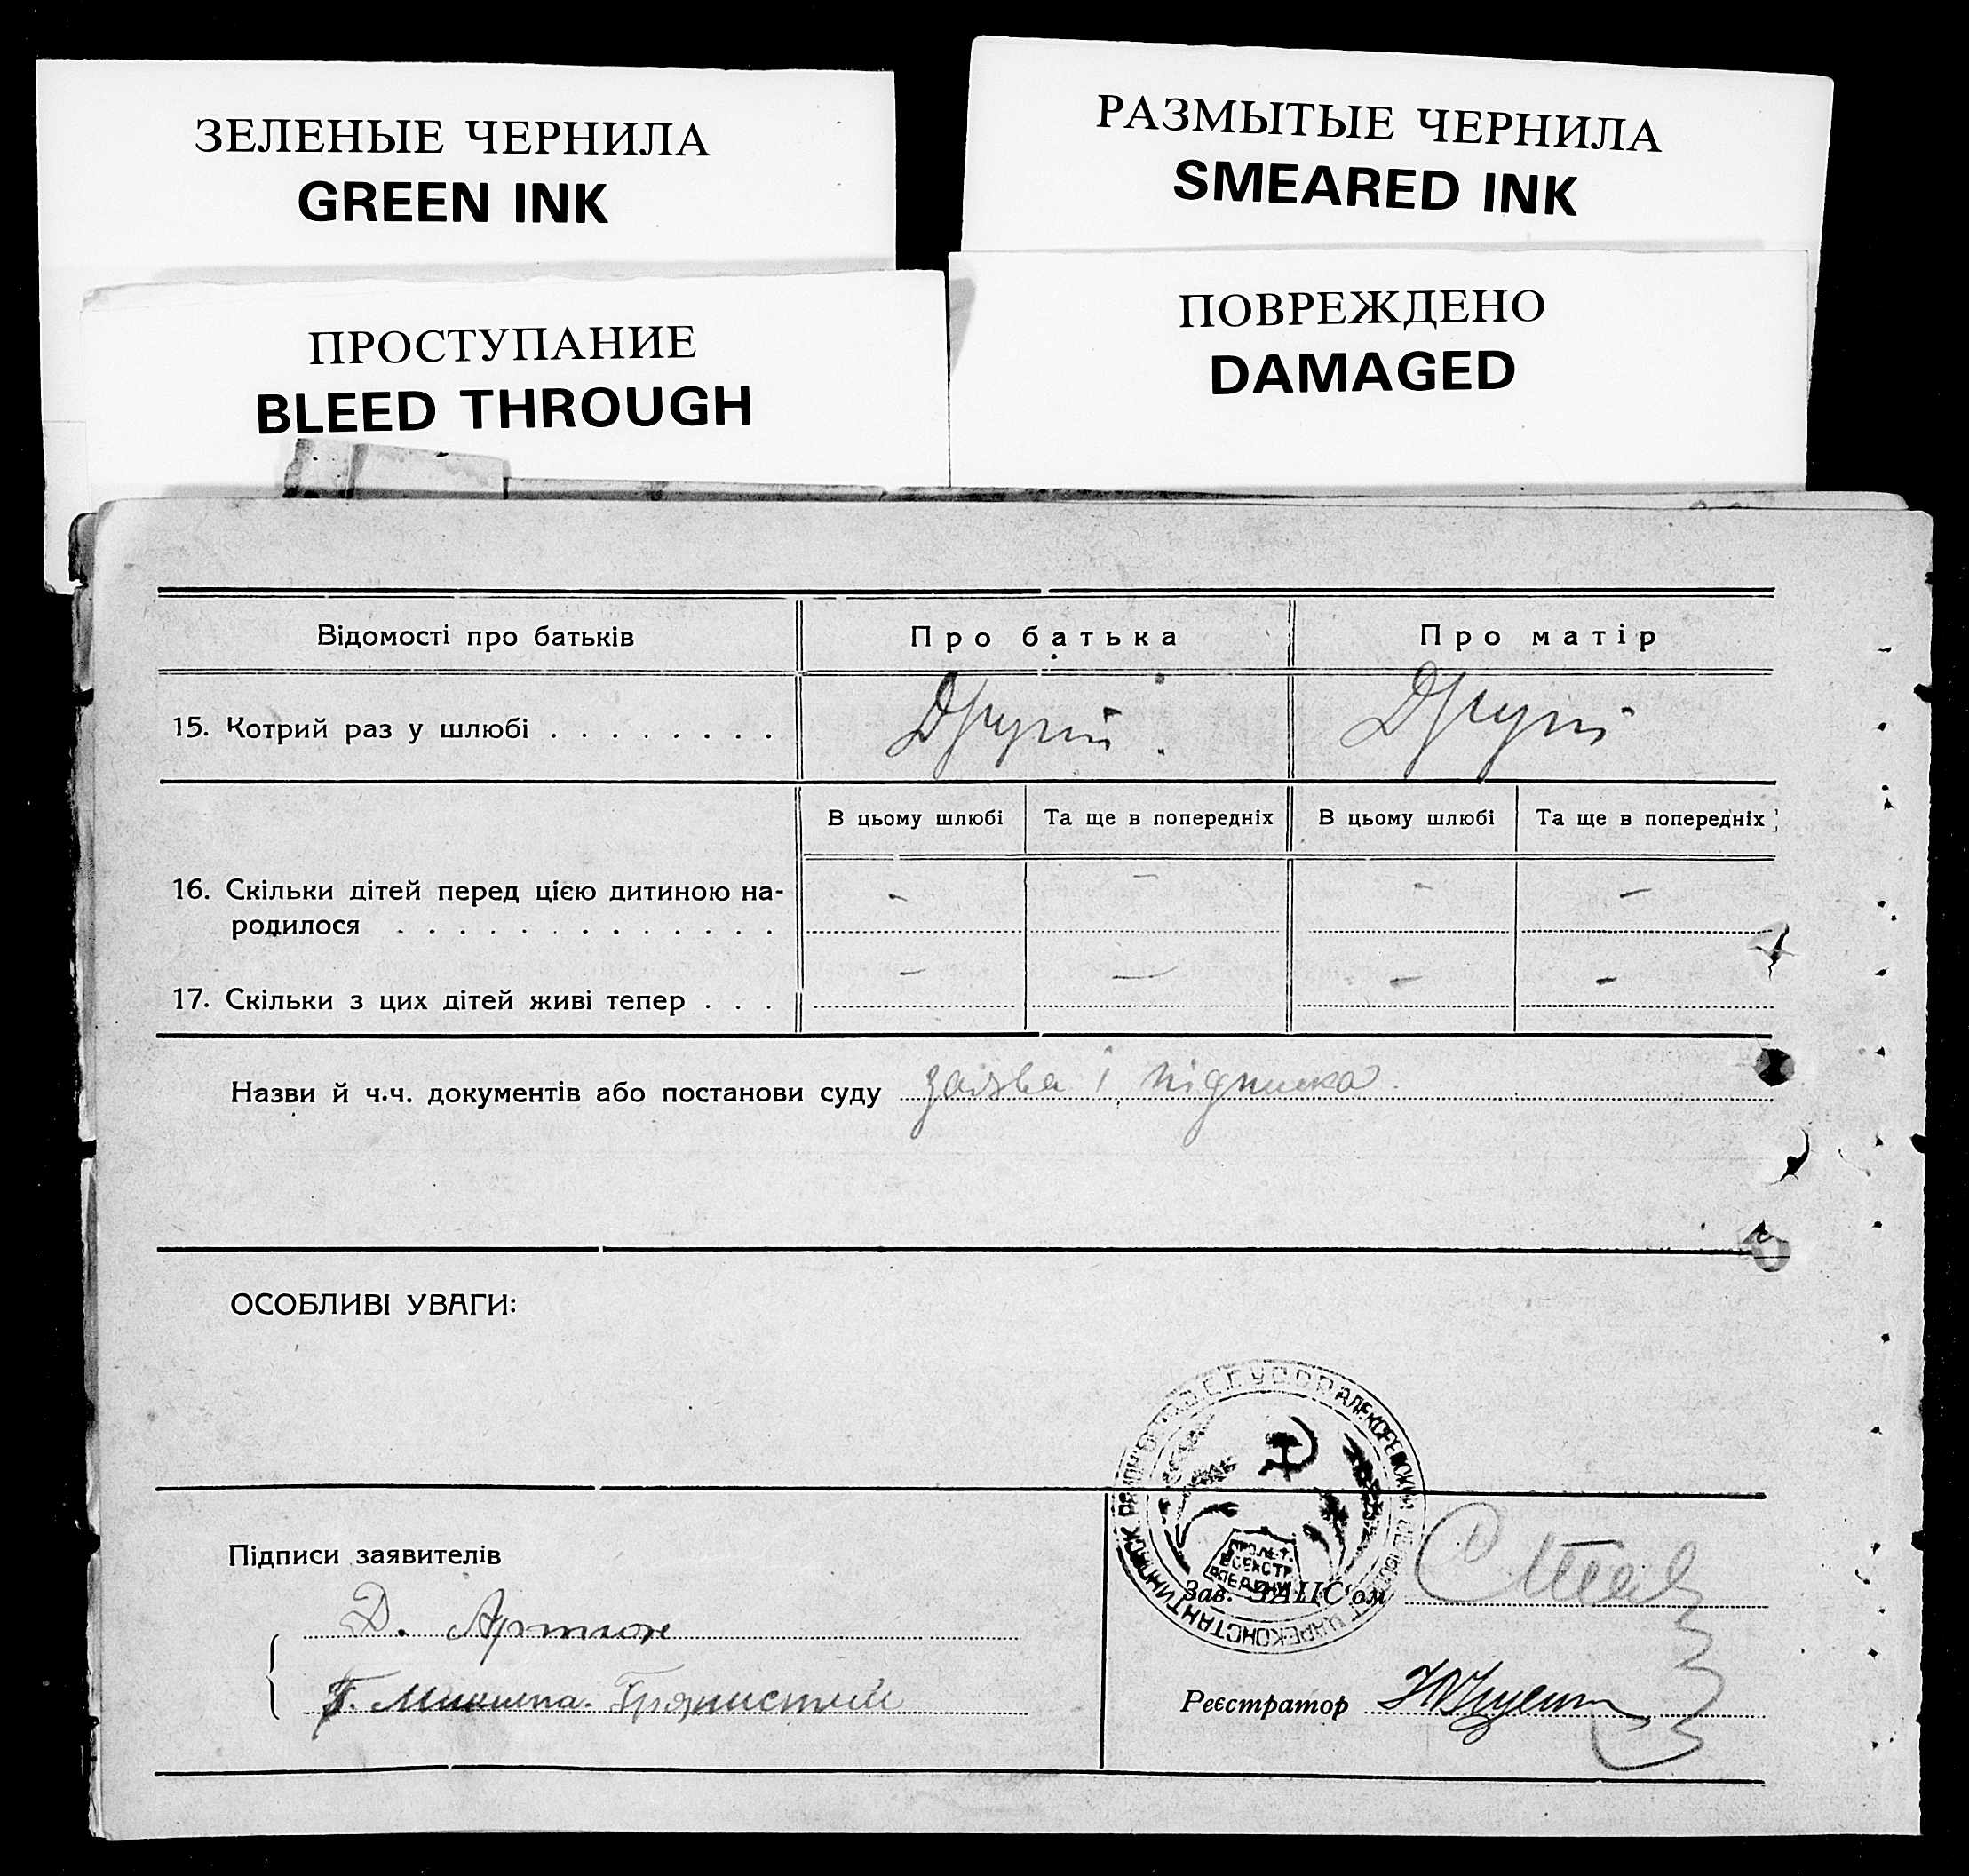 ЗЕЛЕНЫЕ ЧЕРНИЛА
GREEN INK
РАЗМЫТЫЕ ЧЕРНИЛА
SMEARED INK
ПРОСТУПАНИЕ
BLEED THROUGH
ПОВРЕЖДЕНО
DAMAGED
Відомості про батьків Про батька Про матір
15. Котрий раз у шлюбі . . . . . . . . Другий Другий
В цьому шлюбі Та ще в попередніх В цьому шлюбі Та ще в попередніх
16. Скільки дітей перед цією дитиною на-
родилося . . . . . . . . . . . . . – – – –
17. Скільки з цих дітей живі тепер . . . – – – –
Назви й ч.ч. документів або постанови суду заява і підписка
ОСОБЛИВІ УВАГИ:
Підписи заявителів
Д. Артюх
Микита
Зав. ЗАЦС'ом
Реєстратор